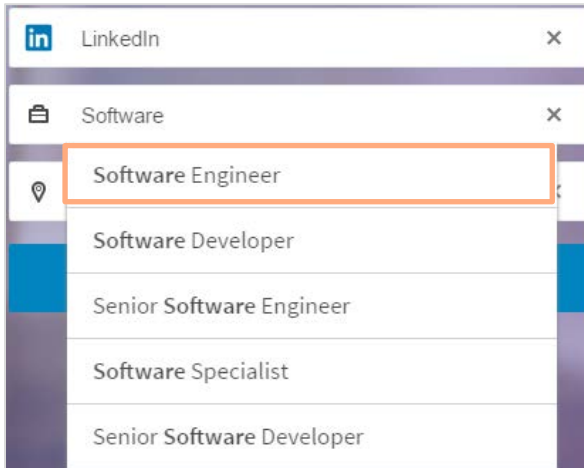 in LinkedIn
Software
Software Engineer
Software Developer
Senior Software Engineer
Software Specialist
Senior Software Developer